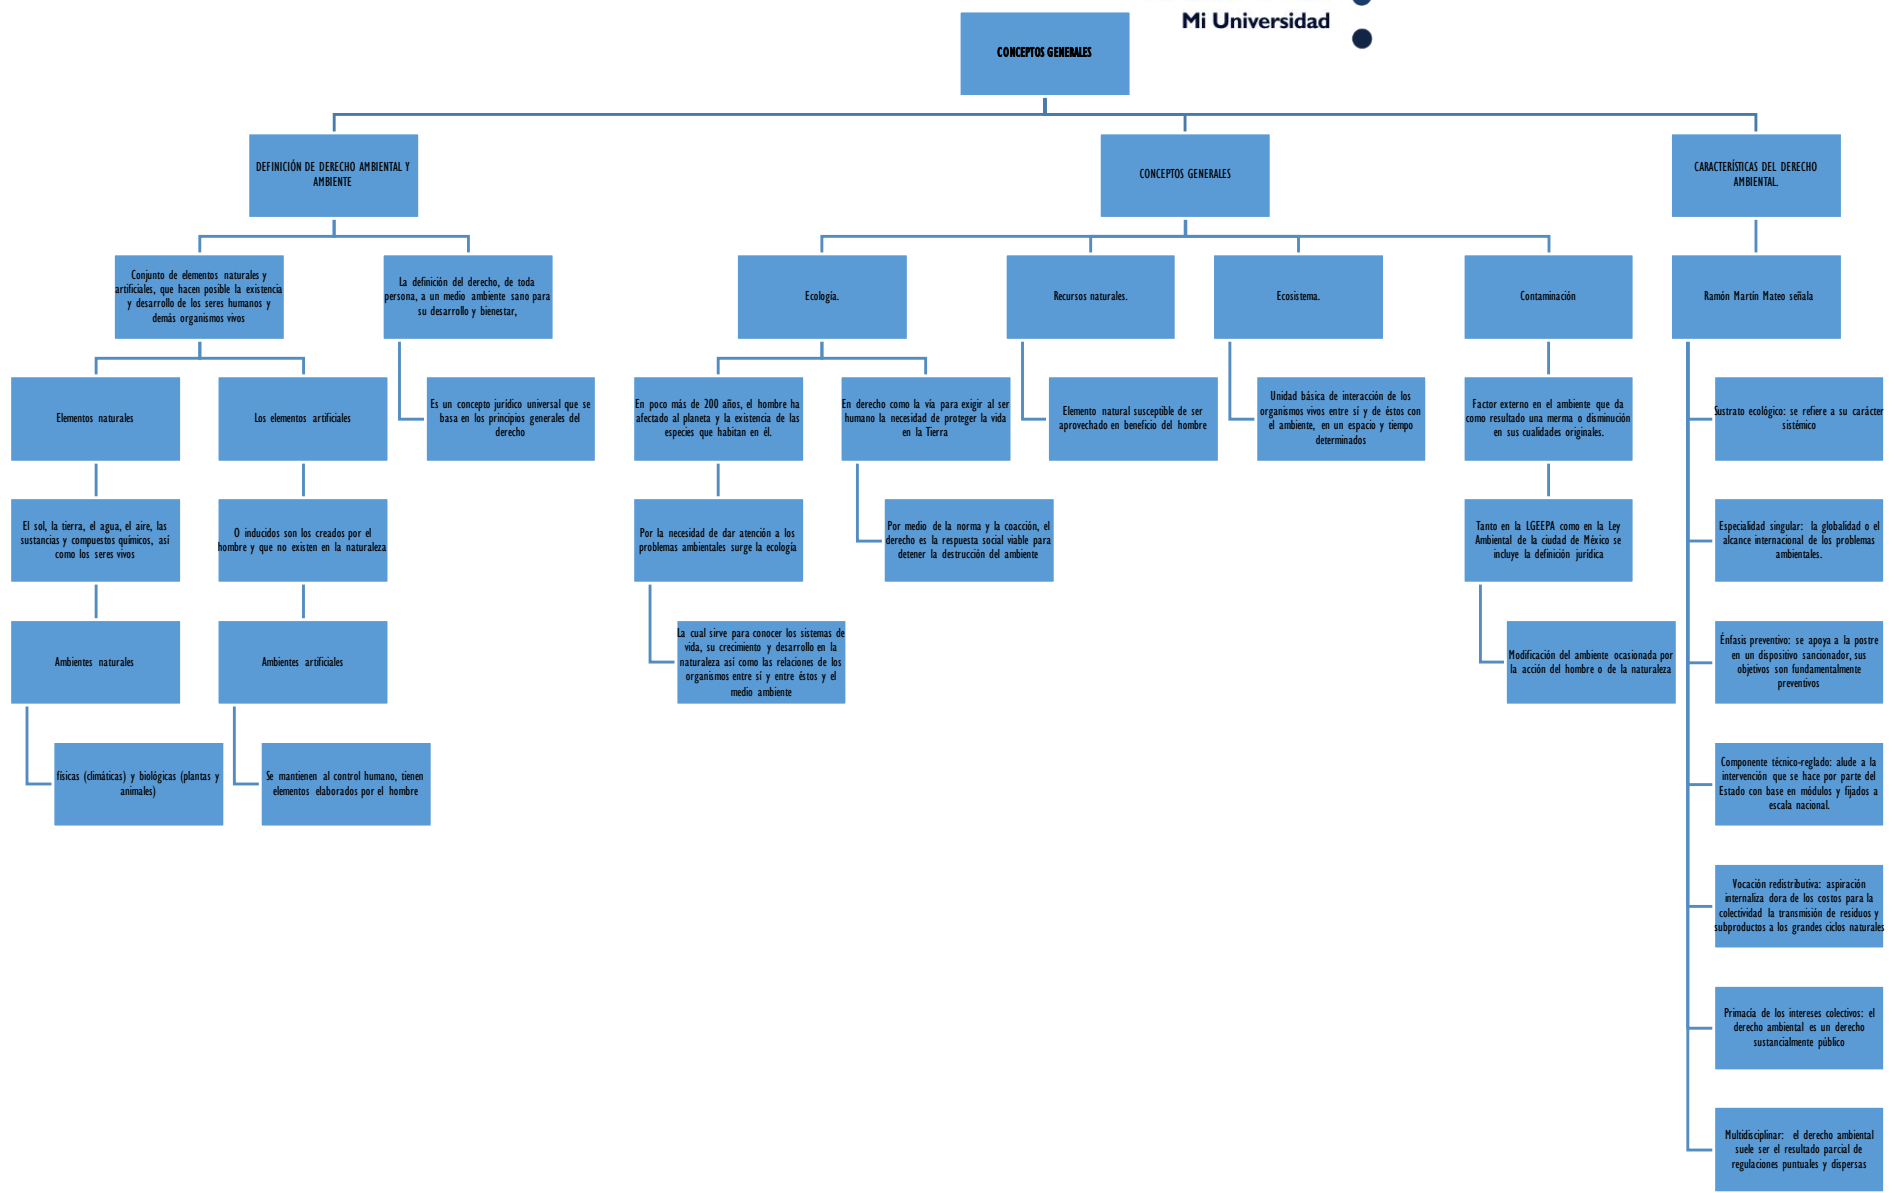 Mi Universidad
CONCEPTOS GENERALES
DEFINICIÓN DE DERECHO AMBIENTAL Y
AMBIENTE
CONCEPTOS GENERALES
CARACTERÍSTICAS DEL DERECHO
AMBIENTAL.
Conjunto de elementos naturales y
artificiales, que hacen posible la existencia
y desarrollo de los seres humanos y
demás organismos vivos
La definición del derecho, de toda
persona, a un medio ambiente sano para
su desarrollo y bienestar,
Ecología.
Recursos naturales.
Ecosistema.
Contaminación
Ramón Martín Mateo señala
Elementos naturales
Los elementos artificiales
Es un concepto jurídico universal que se
basa en los principios generales del
derecho
En poco más de 200 años, el hombre ha
afectado al planeta y la existencia de las
especies que habitan en él.
En derecho como la vía para exigir al ser
humano la necesidad de proteger la vida
en la Tierra
Elemento natural susceptible de ser
aprovechado en beneficio del hombre
Unidad básica de interacción de los
organismos vivos entre sí y de éstos con
el ambiente, en un espacio y tiempo
determinados
Factor externo en el ambiente que da
como resultado una merma o disminución
en sus cualidades originales.
Sustrato ecológico: se refiere a su carácter
sistémico
El sol, la tierra, el agua, el aire, las
sustancias y compuestos químicos, así
como los seres vivos
O inducidos son los creados por el
hombre y que no existen en la naturaleza
Por la necesidad de dar atención a los
problemas ambientales surge la ecología
Por medio de la norma y la coacción, el
derecho es la respuesta social viable para
detener la destrucción del ambiente
Tanto en la LGEEPA como en la Ley
Ambiental de la ciudad de México se
incluye la definición jurídica
Especialidad singular: la globalidad o el
alcance internacional de los problemas
ambientales.
Ambientes naturales
Ambientes artificiales
La cual sirve para conocer los sistemas de
vida, su crecimiento y desarrollo en la
naturaleza así como las relaciones de los
organismos entre sí y entre éstos y el
medio ambiente
Modificación del ambiente ocasionada por
la acción del hombre o de la naturaleza
Énfasis preventivo: se apoya a la postre
en un dispositivo sancionador, sus
objetivos son fundamentalmente
preventivos
físicas (climáticas) y biológicas (plantas y
animales)
Se mantienen al control humano, tienen
elementos elaborados por el hombre
Componente técnico-reglado: alude a la
intervención que se hace por parte del
Estado con base en módulos y fijados a
escala nacional.
Vocación redistributiva: aspiración
internaliza dora de los costos para la
colectividad la transmisión de residuos y
subproductos a los grandes ciclos naturales
Primacía de los intereses colectivos: el
derecho ambiental es un derecho
sustancialmente público
Multidisciplinar: el derecho ambiental
suele ser el resultado parcial de
regulaciones puntuales y dispersas